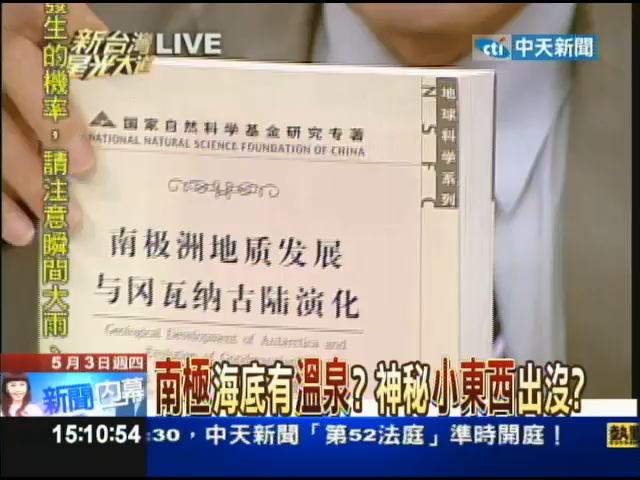 新台灣
星光大道
LIVE
cti 中天新聞
發生的機率，請注意瞬間大雨。
国家自然科学基金研究专著
NATIONAL NATURAL SCIENCE FOUNDATION OF CHINA
地球科学系列
NSFC
南极洲地质发展
与冈瓦纳古陆演化
Geological Development of Antarctica and
5月3日週四
新聞內幕
南極海底有溫泉？神秘小東西出沒？
15:10:54
:30，中天新聞「第52法庭」準時開庭！